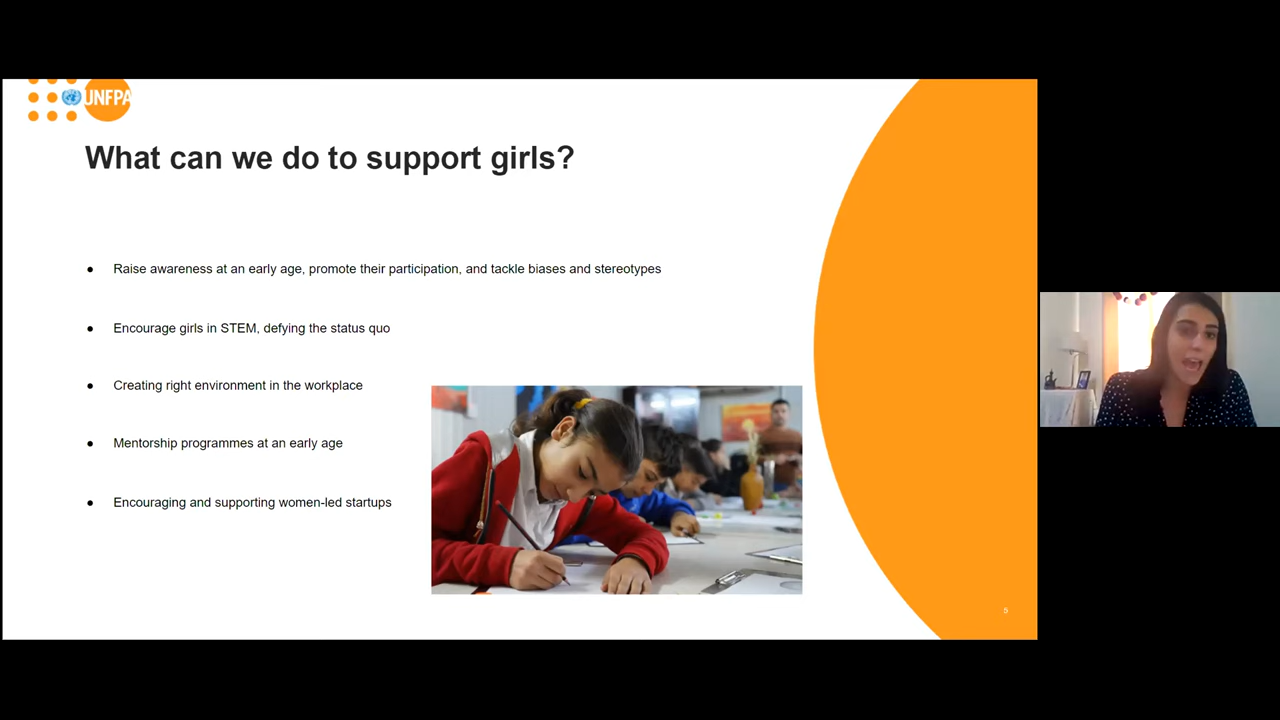 UNFPA
What can we do to support girls?
● Raise awareness at an early age, promote their participation, and tackle biases and stereotypes
● Encourage girls in STEM, defying the status quo
● Creating right environment in the workplace
● Mentorship programmes at an early age
● Encouraging and supporting women-led startups
5